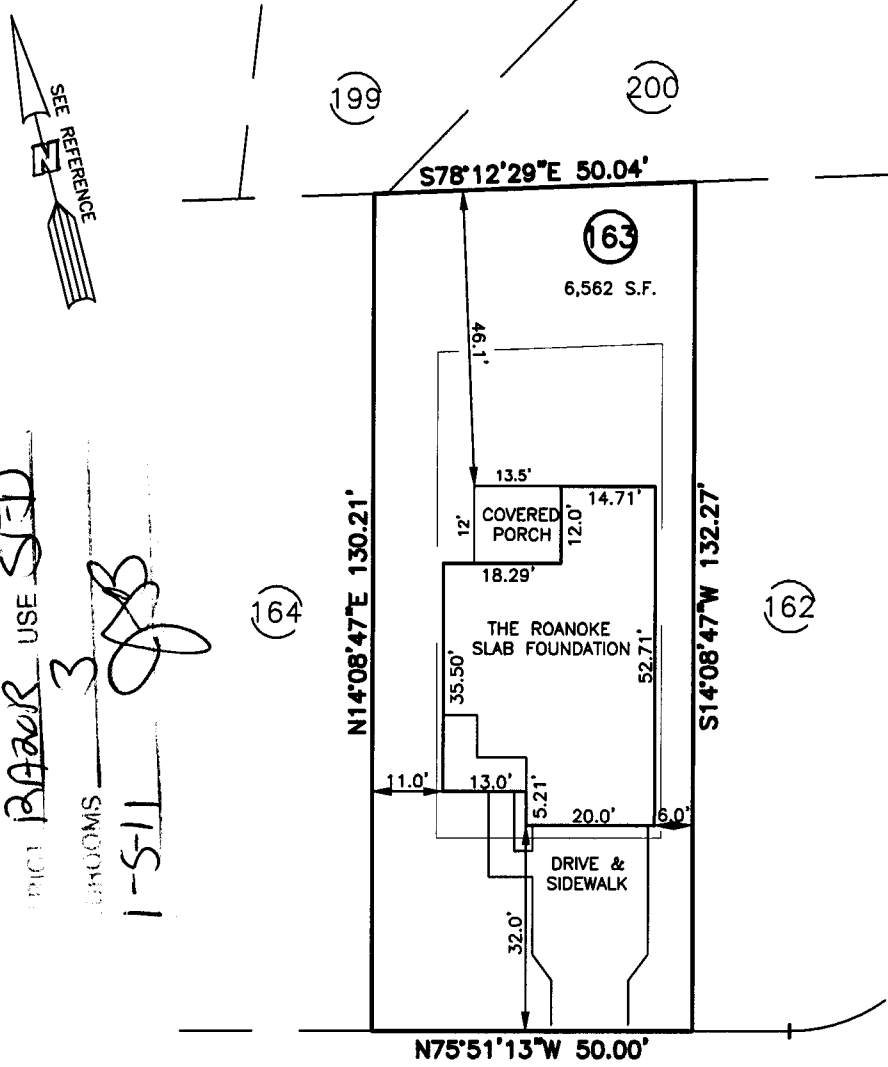 SEE REFERENCE
N
199
200
S78°12'29"E 50.04'
163
6,562 S.F.
46.1'
13.5'
14.71'
COVERED
PORCH
12'
12.0'
18.29'
N14°08'47"E 130.21'
S14°08'47"W 132.27'
164
162
THE ROANOKE
SLAB FOUNDATION
52.71'
35.50'
11.0'
13.0'
5.21'
20.0'
6.0'
DRIVE &
SIDEWALK
32.0'
N75°51'13"W 50.00'
USE SFD
3
1-5-11